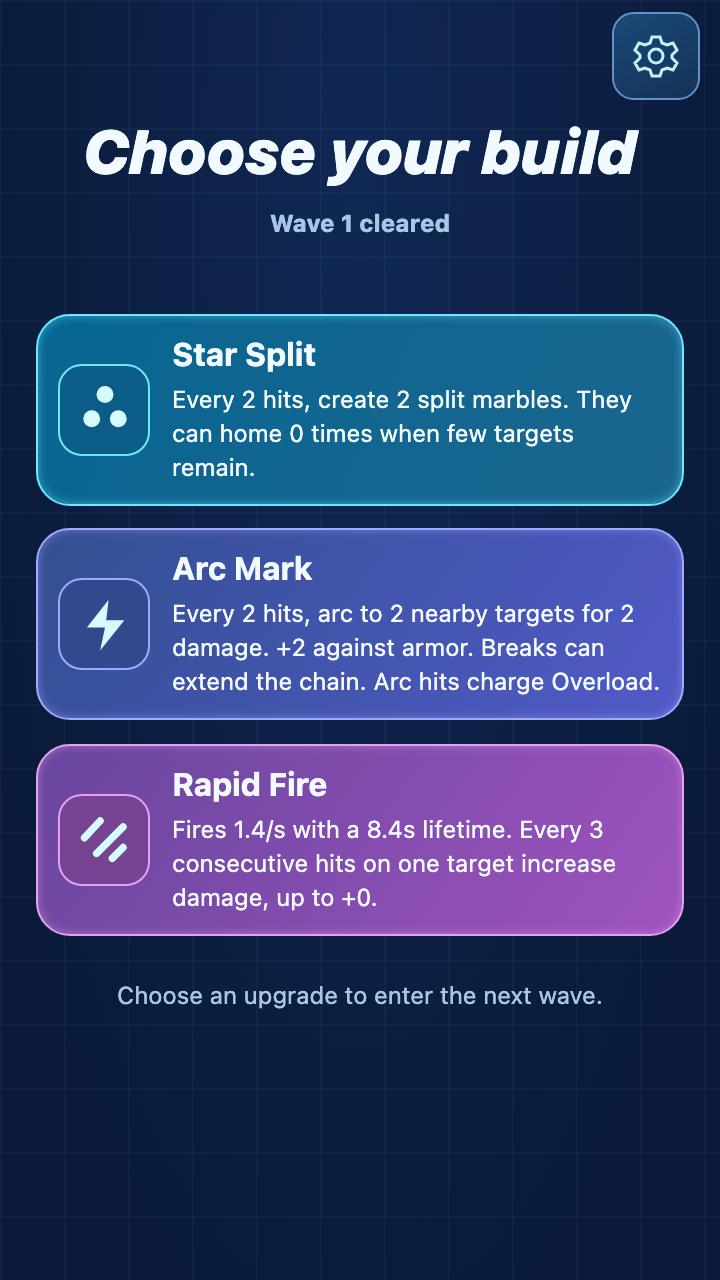 Choose your build
Wave 1 cleared
Star Split
Every 2 hits, create 2 split marbles. They
can home 0 times when few targets
remain.
Arc Mark
Every 2 hits, arc to 2 nearby targets for 2
damage. +2 against armor. Breaks can
extend the chain. Arc hits charge Overload.
Rapid Fire
Fires 1.4/s with a 8.4s lifetime. Every 3
consecutive hits on one target increase
damage, up to +0.
Choose an upgrade to enter the next wave.